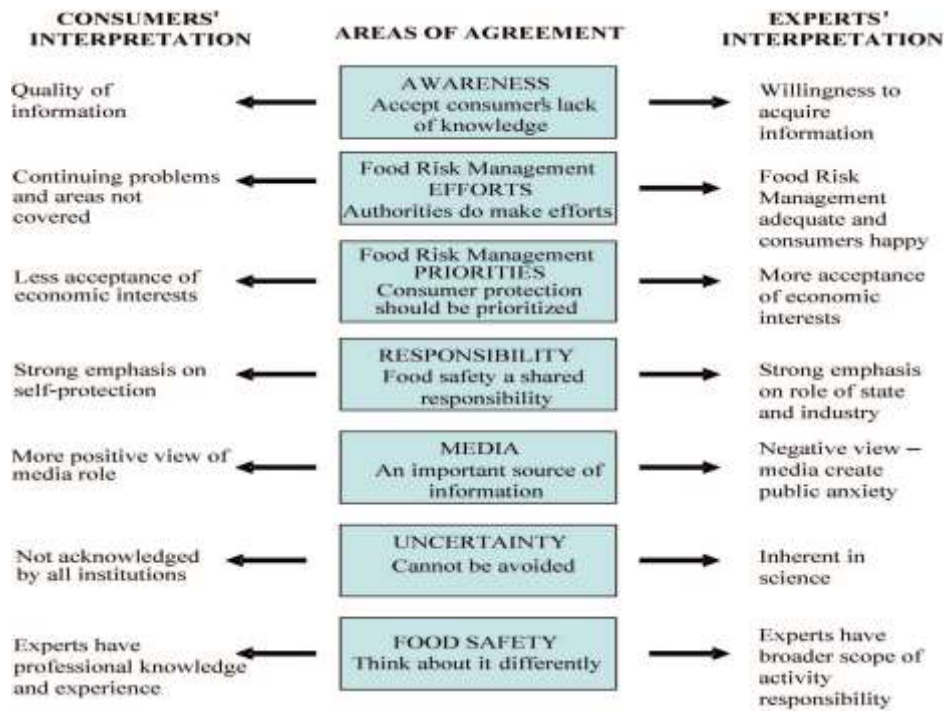 CONSUMERS'
INTERPRETATION
AREAS OF AGREEMENT
EXPERTS'
INTERPRETATION
Quality of
information
AWARENESS
Accept consumer's lack
of knowledge
Willingness to
acquire
information
Continuing problems
and areas not
covered
Food Risk Management
EFFORTS
Authorities do make efforts
Food Risk
Management
adequate and
consumers happy
Less acceptance of
economic interests
Food Risk Management
PRIORITIES
Consumer protection
should be prioritized
More acceptance
of economic
interests
Strong emphasis on
self-protection
RESPONSIBILITY
Food safety a shared
responsibility
Strong emphasis
on role of state
and industry
More positive view of
media role
MEDIA
An important source of
information
Negative view –
media create
public anxiety
Not acknowledged
by all institutions
UNCERTAINTY
Cannot be avoided
Inherent in
science
Experts have
professional knowledge
and experience
FOOD SAFETY
Think about it differently
Experts have
broader scope of
activity
responsibility